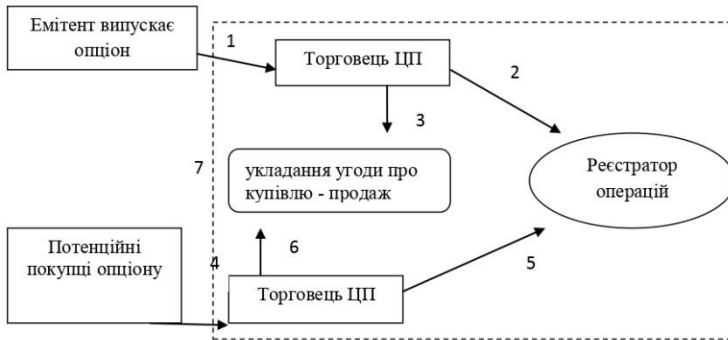 Емітент випускає
опціон
1
Торговець ЦП
2
3
7
укладання угоди про
купівлю - продаж
Реєстратор
операцій
Потенційні
покупці опціону
4
6
5
Торговець ЦП